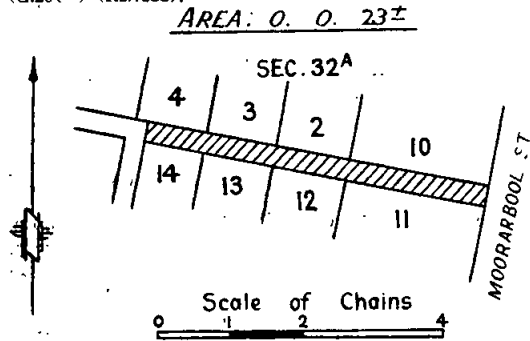 AREA: 0. 0. 23±
SEC. 32A
4 3 2 10
14 13 12 11
MOORARBOOL ST
Scale of Chains
0 1 2 4